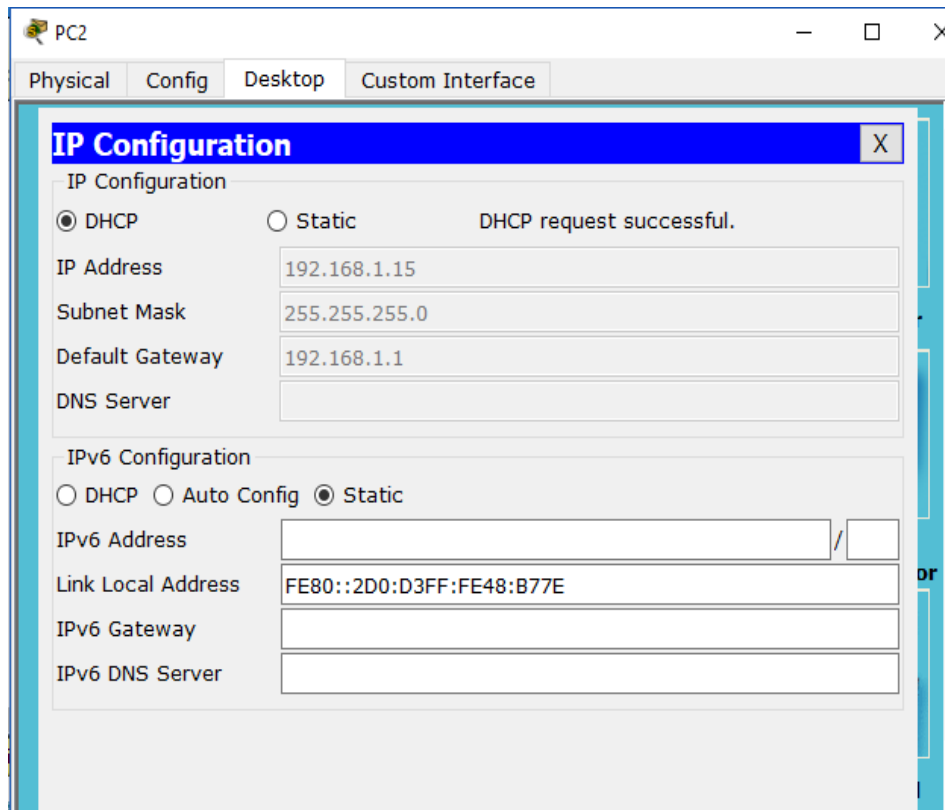 PC2
Physical Config Desktop Custom Interface
IP Configuration X
IP Configuration
DHCP Static DHCP request successful.
IP Address 192.168.1.15
Subnet Mask 255.255.255.0
Default Gateway 192.168.1.1
DNS Server
IPv6 Configuration
DHCP Auto Config Static
IPv6 Address /
Link Local Address FE80::2D0:D3FF:FE48:B77E
or
IPv6 Gateway
IPv6 DNS Server